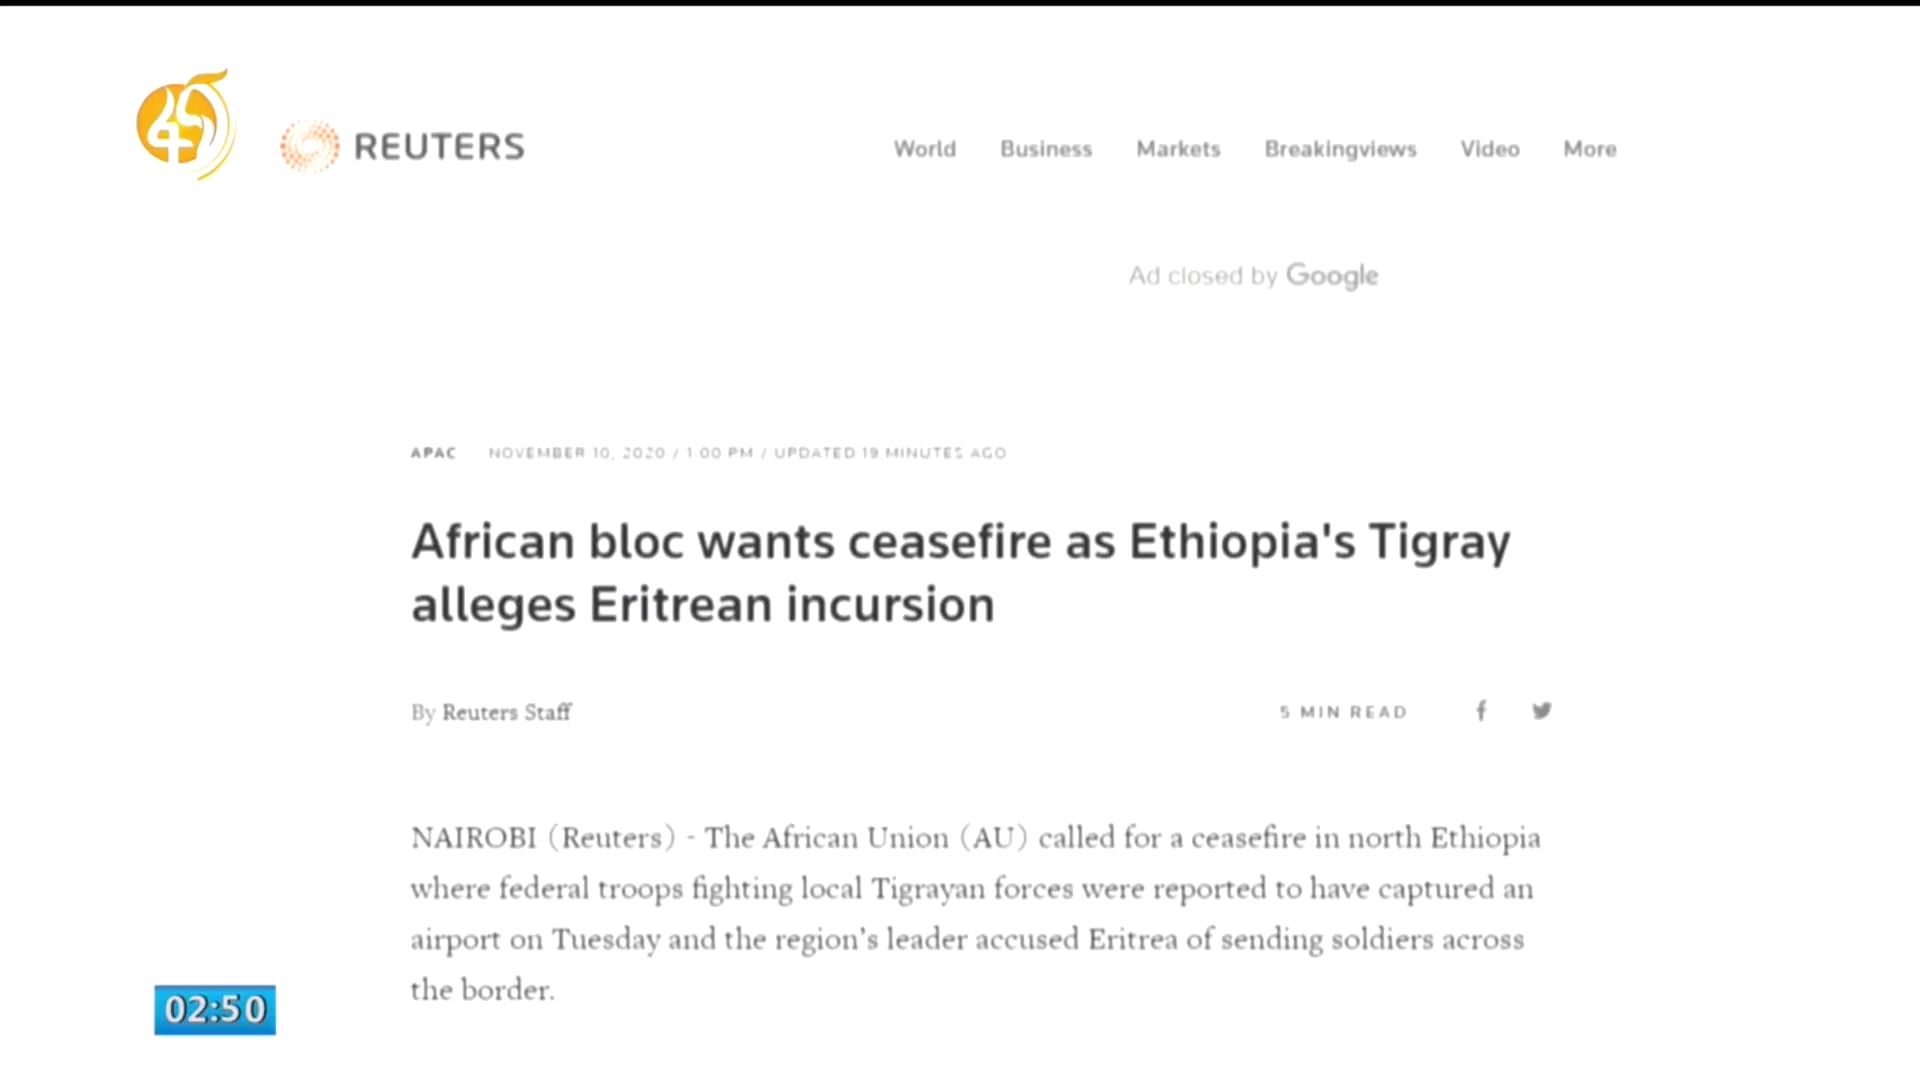 REUTERS
World Business Markets Breakingviews Video More
Ad closed by Google
APAC NOVEMBER 10, 2020 / 1:00 PM / UPDATED 19 MINUTES AGO
African bloc wants ceasefire as Ethiopia's Tigray
alleges Eritrean incursion
By Reuters Staff
5 MIN READ
NAIROBI (Reuters) - The African Union (AU) called for a ceasefire in north Ethiopia
where federal troops fighting local Tigrayan forces were reported to have captured an
airport on Tuesday and the region’s leader accused Eritrea of sending soldiers across
the border.
02:50